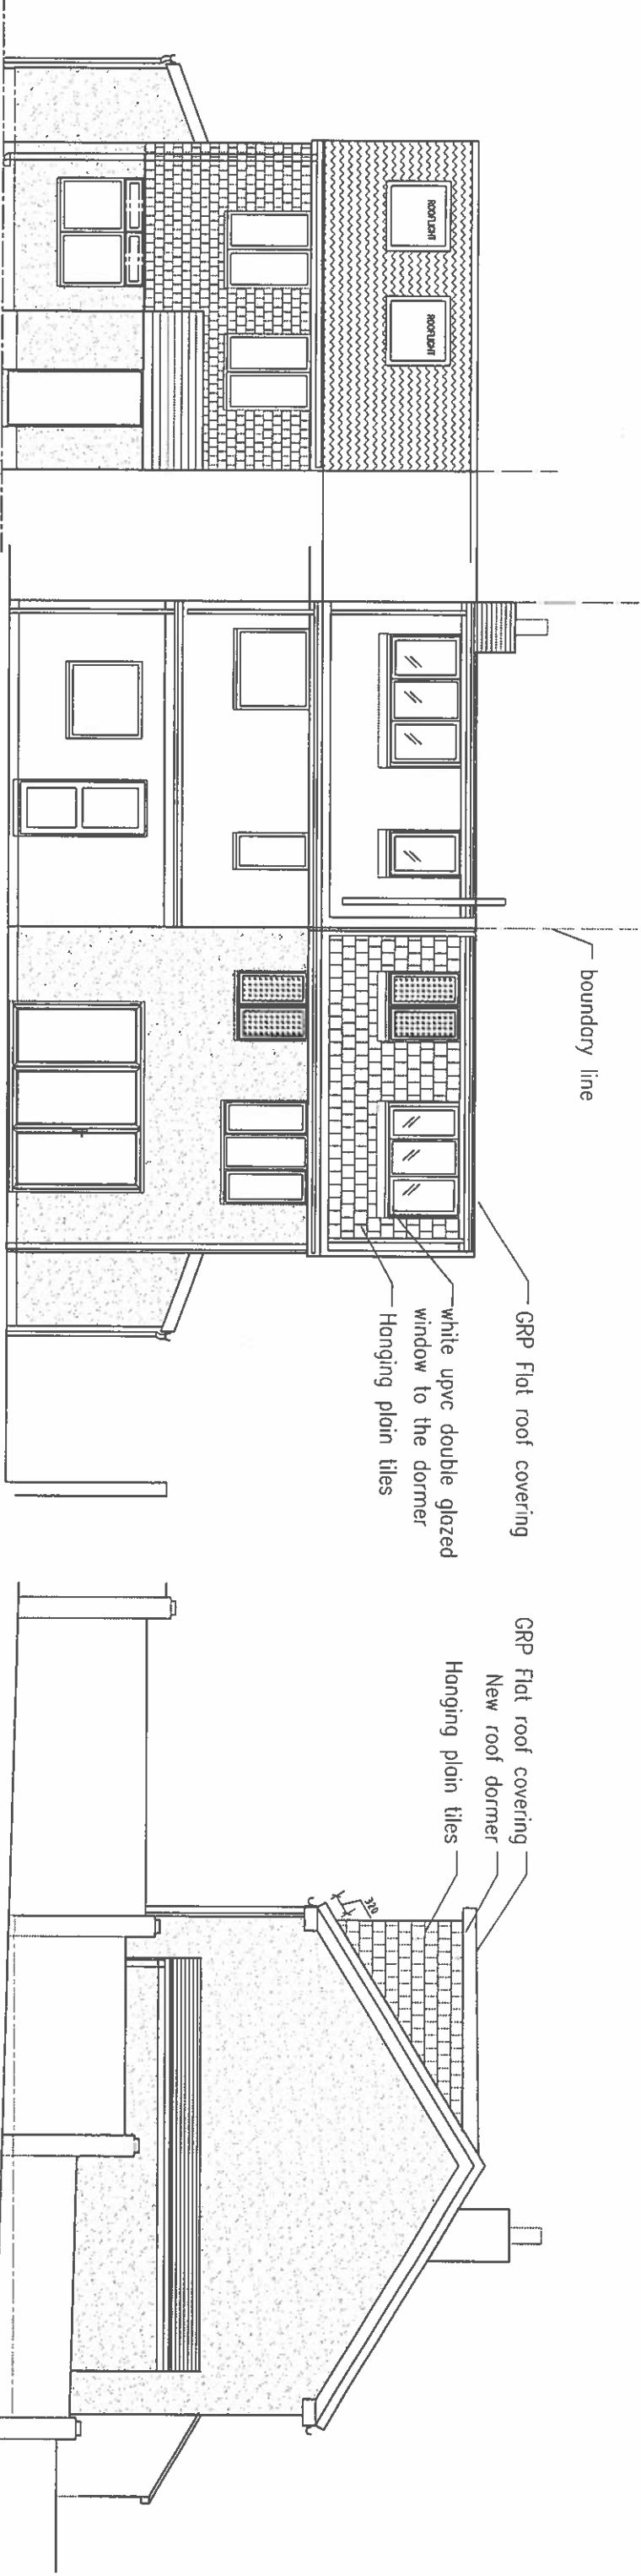 ROOFLIGHT
ROOFLIGHT
boundary line
GRP flat roof covering
white upvc double glazed
window to the dormer
Hanging plain tiles
GRP flat roof covering
New roof dormer
Hanging plain tiles
320